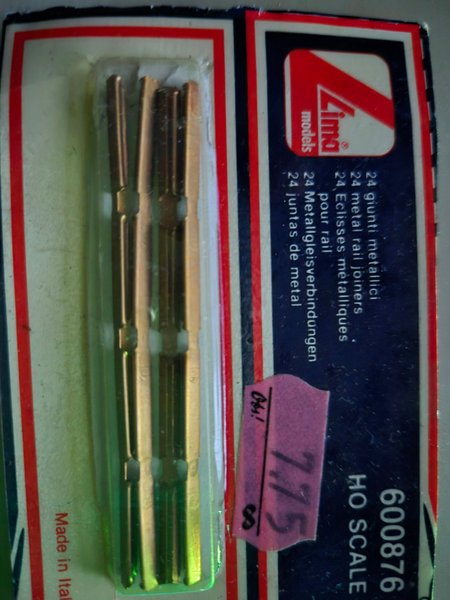 Lima®
models
24 giunti metallici
24 metal rail joiners
24 Eclisses métalliques
pour rail
24 Metallgleisverbindungen
24 juntas de metal
600876
HO SCALE
7,75
8
Made in Ital